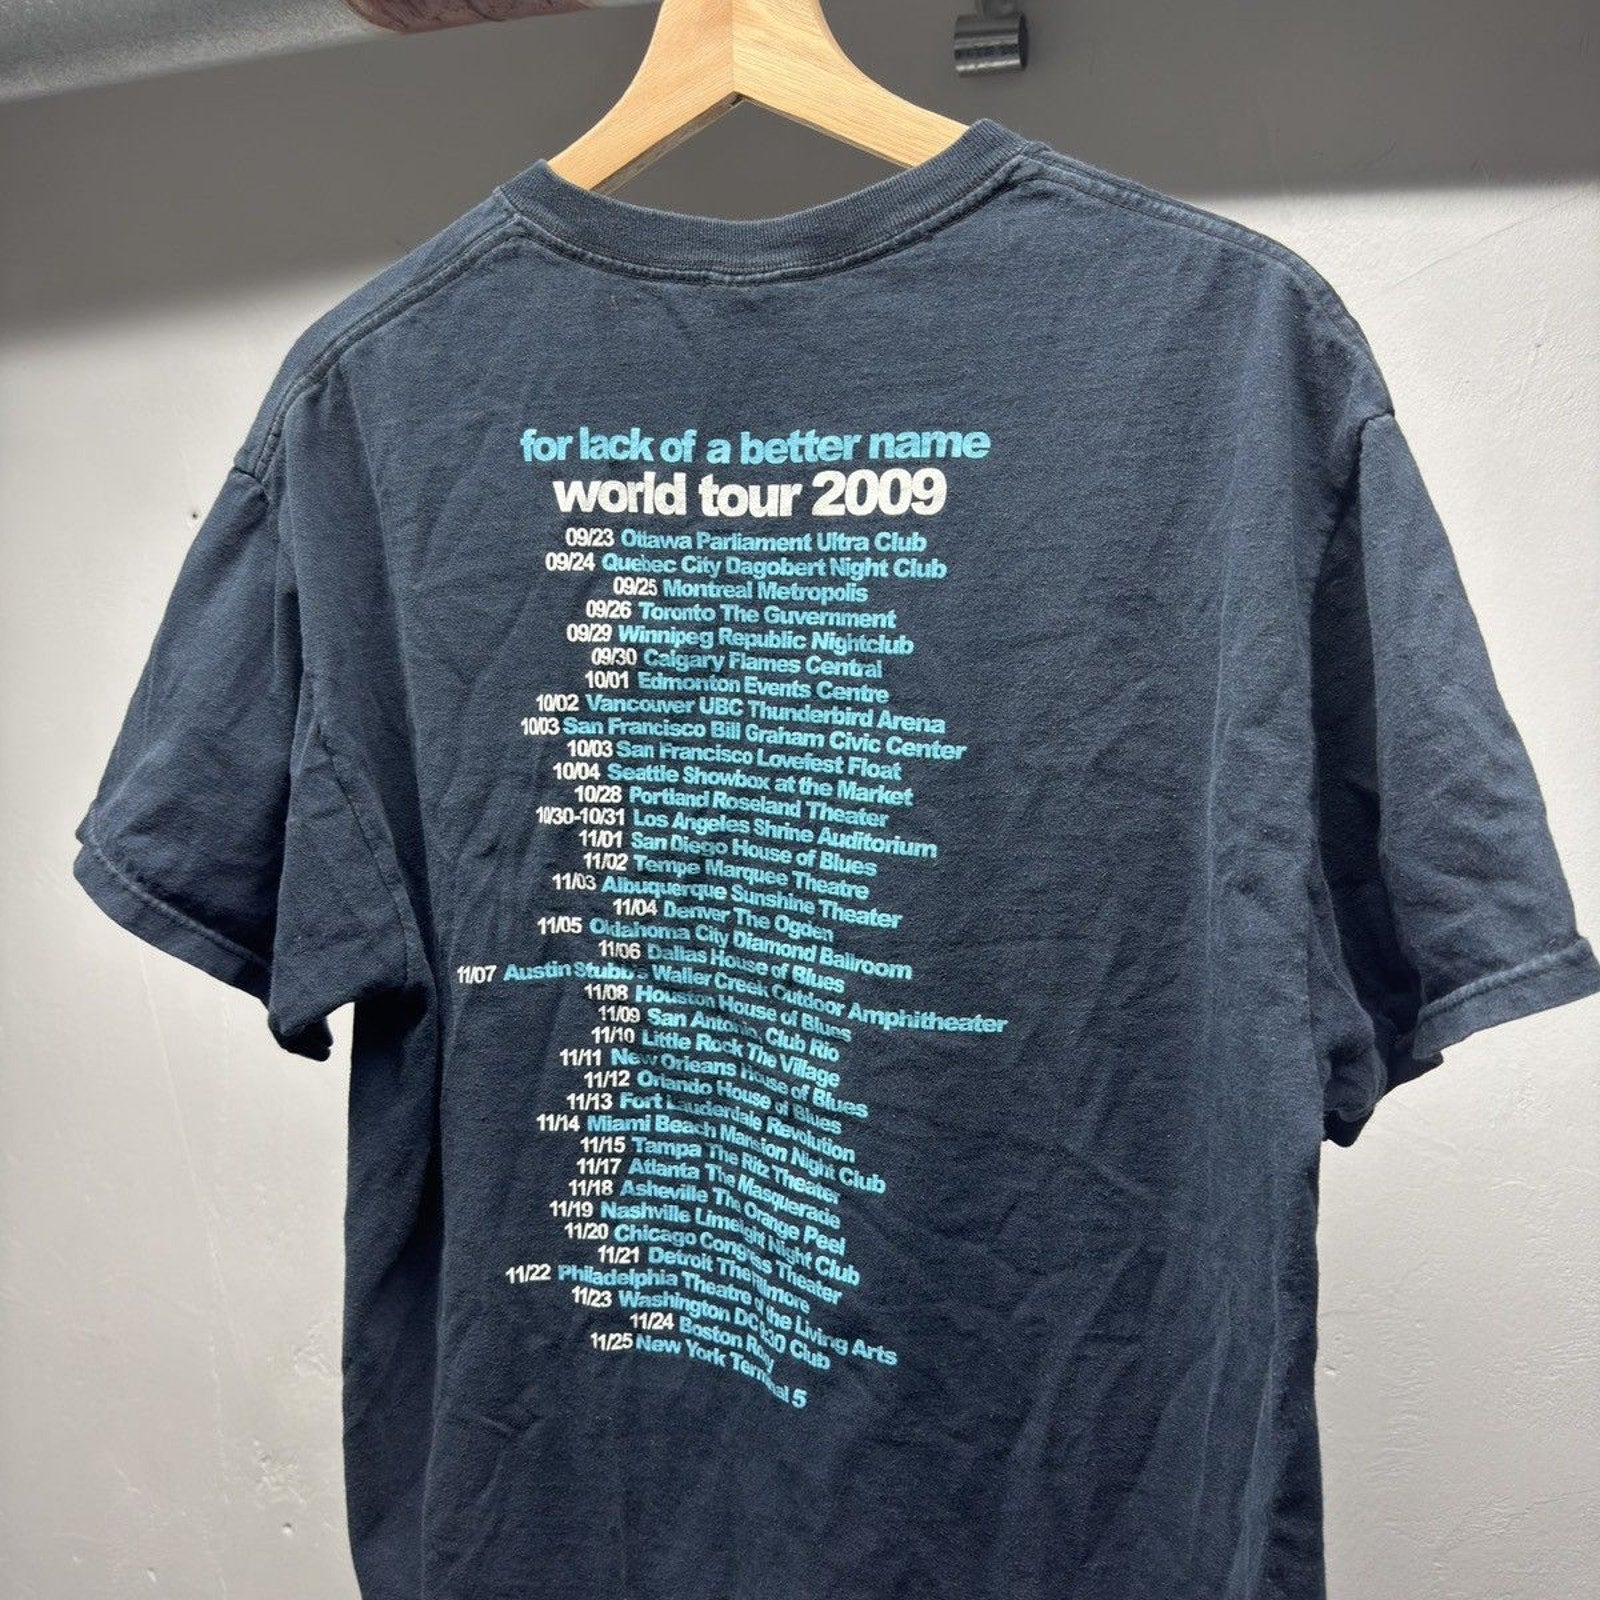 for lack of a better name
world tour 2009
09/23 Ottawa Parliament Ultra Club
09/24 Quebec City Dagobert Night Club
09/25 Montreal Metropolis
09/26 Toronto The Guvernment
09/29 Winnipeg Republic Nightclub
09/30 Calgary Flames Central
10/01 Edmonton Events Centre
10/02 Vancouver UBC Thunderbird Arena
10/03 San Francisco Bill Graham Civic Center
10/03 San Francisco Lovefest Float
10/04 Seattle Showbox at the Market
10/28 Portland Roseland Theater
10/30-10/31 Los Angeles Shrine Auditorium
11/01 San Diego House of Blues
11/02 Tempe Marquee Theatre
11/03 Albuquerque Sunshine Theater
11/04 Denver The Ogden
11/05 Oklahoma City Diamond Ballroom
11/06 Dallas House of Blues
11/07 Austin Stubb's Waller Creek Outdoor Amphitheater
11/08 Houston House of Blues
11/09 San Antonio, Club Rio
11/10 Little Rock The Village
11/11 New Orleans House of Blues
11/12 Orlando House of Blues
11/13 Fort Lauderdale Revolution
11/14 Miami Beach Mansion Night Club
11/15 Tampa The Ritz Theater
11/17 Atlanta The Masquerade
11/18 Asheville The Orange Peel
11/19 Nashville Limelight Night Club
11/20 Chicago Congress Theater
11/21 Detroit The Fillmore
11/22 Philadelphia Theatre of the Living Arts
11/23 Washington DC 9:30 Club
11/24 Boston Roxy
11/25 New York Terminal 5